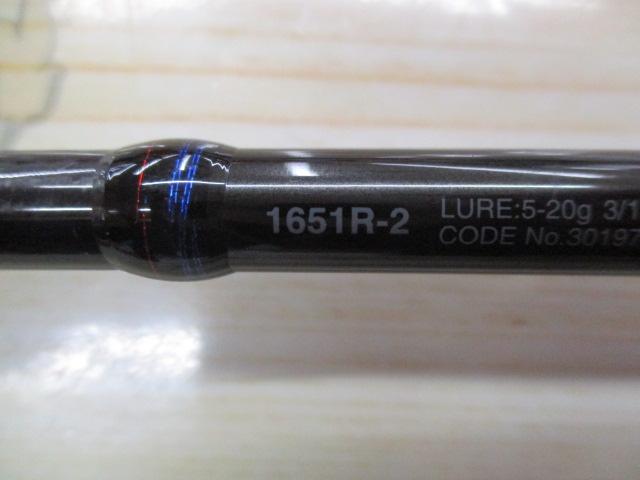 1651R-2
LURE:5-20g 3/1
CODE No.30197